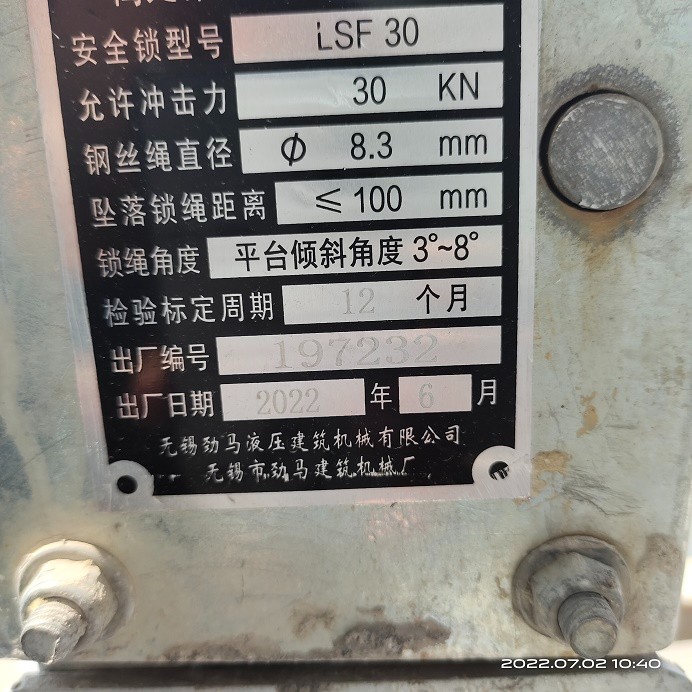 安全锁型号 LSF 30
允许冲击力 30 KN
钢丝绳直径 Φ 8.3 mm
坠落锁绳距离 ≤100 mm
锁绳角度 平台倾斜角度 3°~8°
检验标定周期 12 个月
出厂编号 197232
出厂日期 2022 年 6 月
无锡劲马液压建筑机械有限公司
无锡市劲马建筑机械厂
2022.07.02 10:40